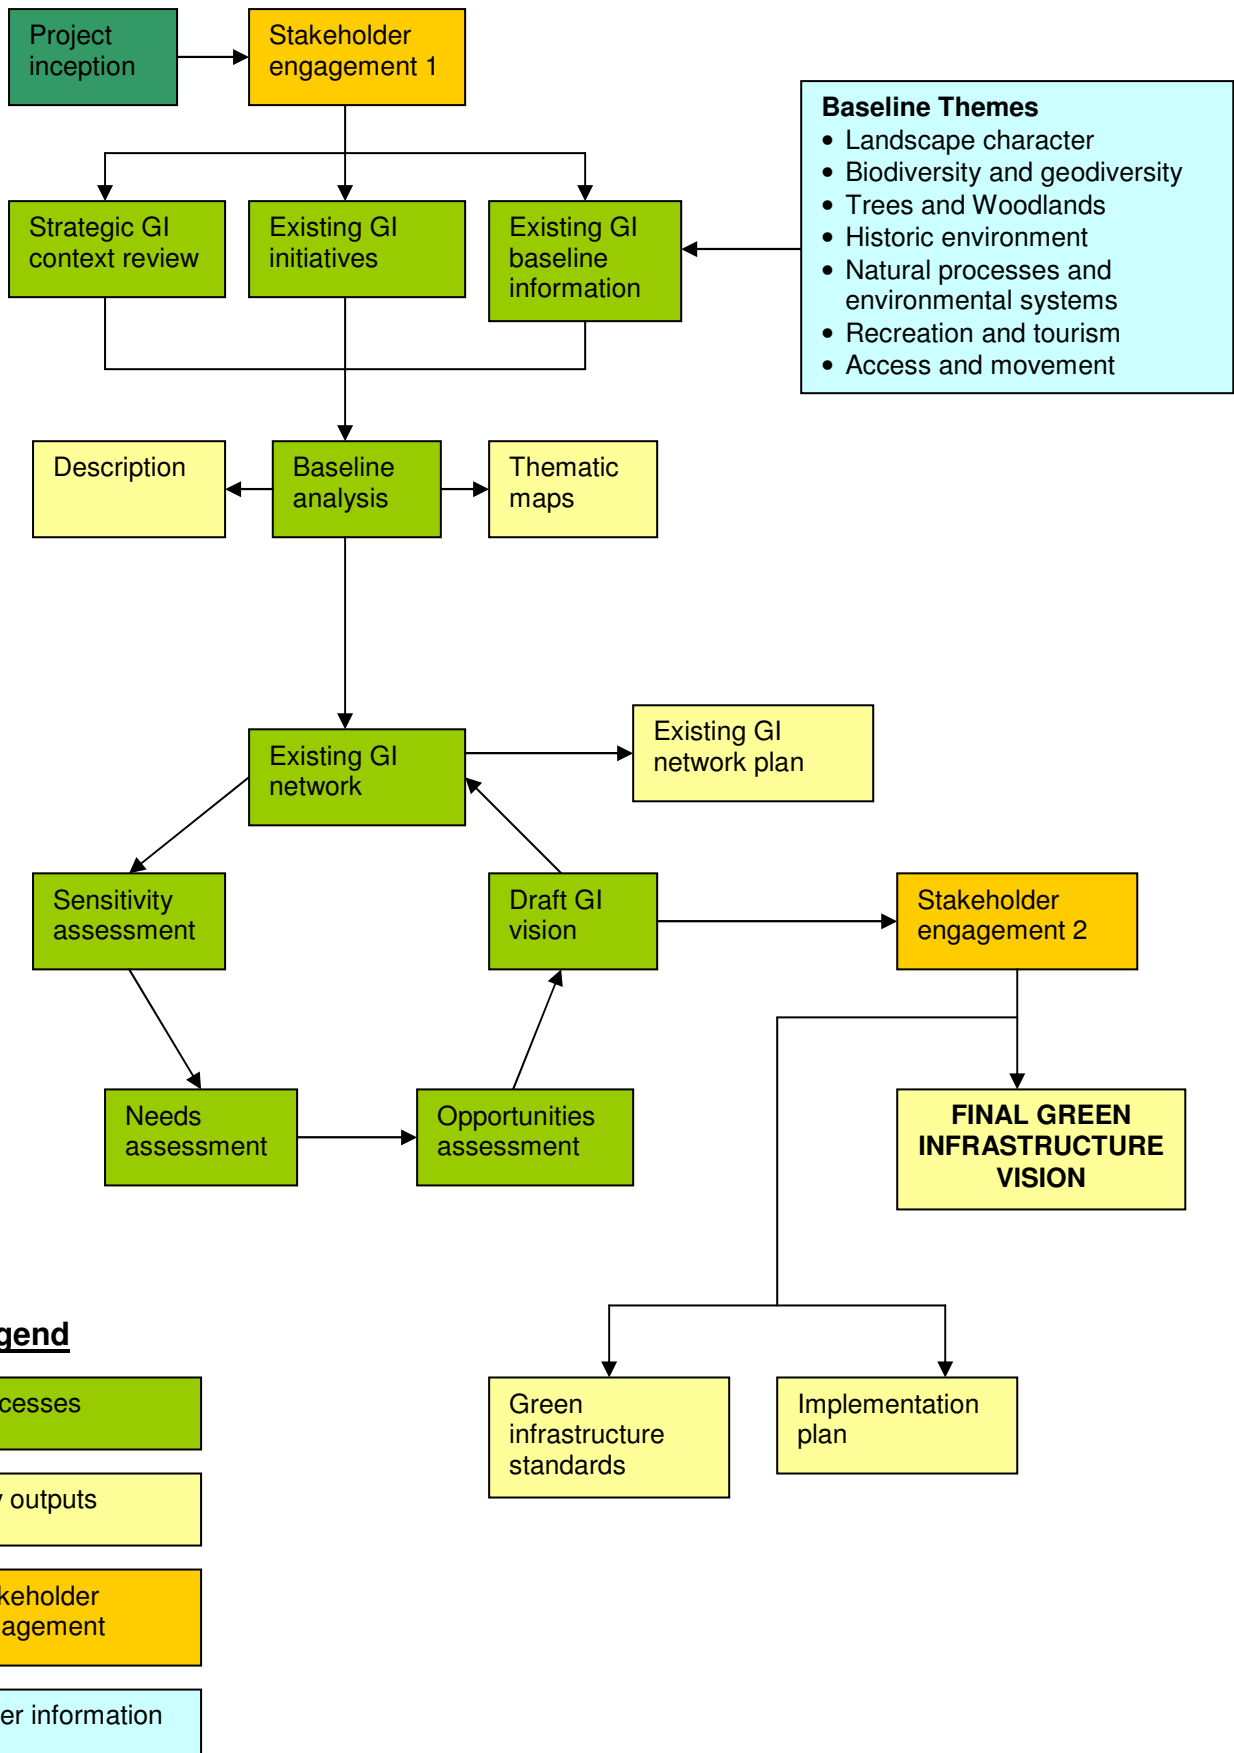 Project
inception
Stakeholder
engagement 1
Baseline Themes
• Landscape character
• Biodiversity and geodiversity
• Trees and Woodlands
• Historic environment
• Natural processes and
environmental systems
• Recreation and tourism
• Access and movement
Strategic GI
context review
Existing GI
initiatives
Existing GI
baseline
information
Description
Baseline
analysis
Thematic
maps
Existing GI
network
Existing GI
network plan
Sensitivity
assessment
Draft GI
vision
Stakeholder
engagement 2
Needs
assessment
Opportunities
assessment
FINAL GREEN
INFRASTRUCTURE
VISION
Green
infrastructure
standards
Implementation
plan
gend
cesses
outputs
keholder
agement
er information